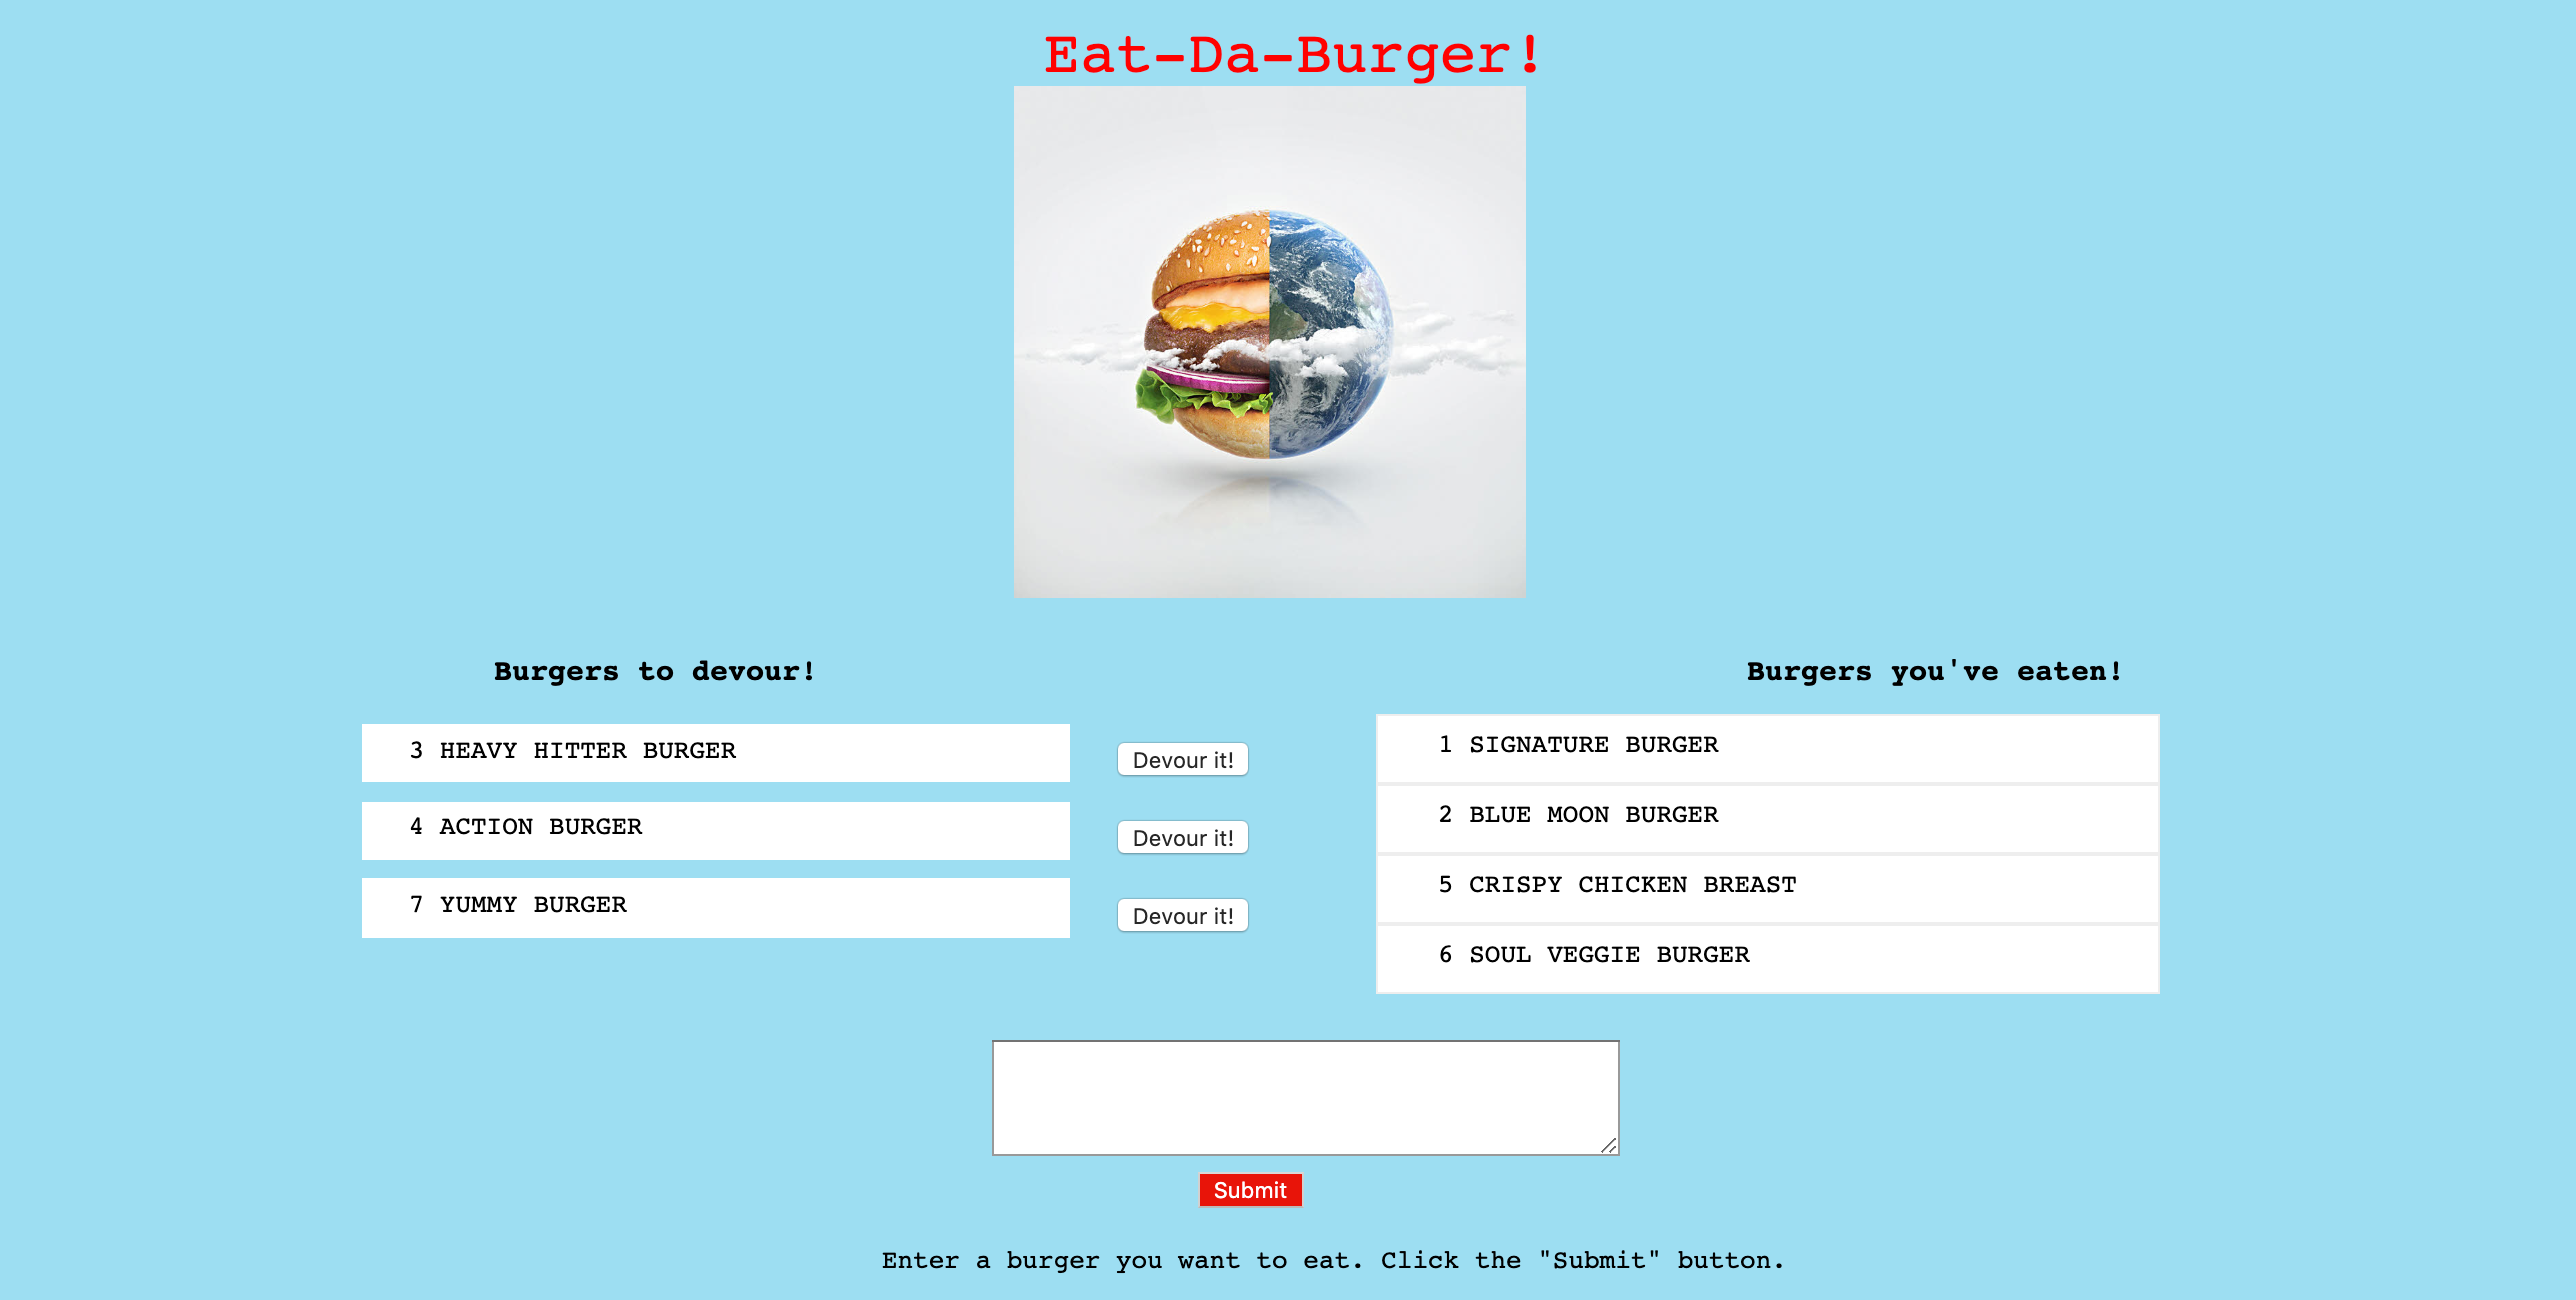 Eat-Da-Burger!
Burgers to devour!
3 HEAVY HITTER BURGER
Devour it!
4 ACTION BURGER
Devour it!
7 YUMMY BURGER
Devour it!
Burgers you've eaten!
1 SIGNATURE BURGER
2 BLUE MOON BURGER
5 CRISPY CHICKEN BREAST
6 SOUL VEGGIE BURGER
Submit
Enter a burger you want to eat. Click the "Submit" button.